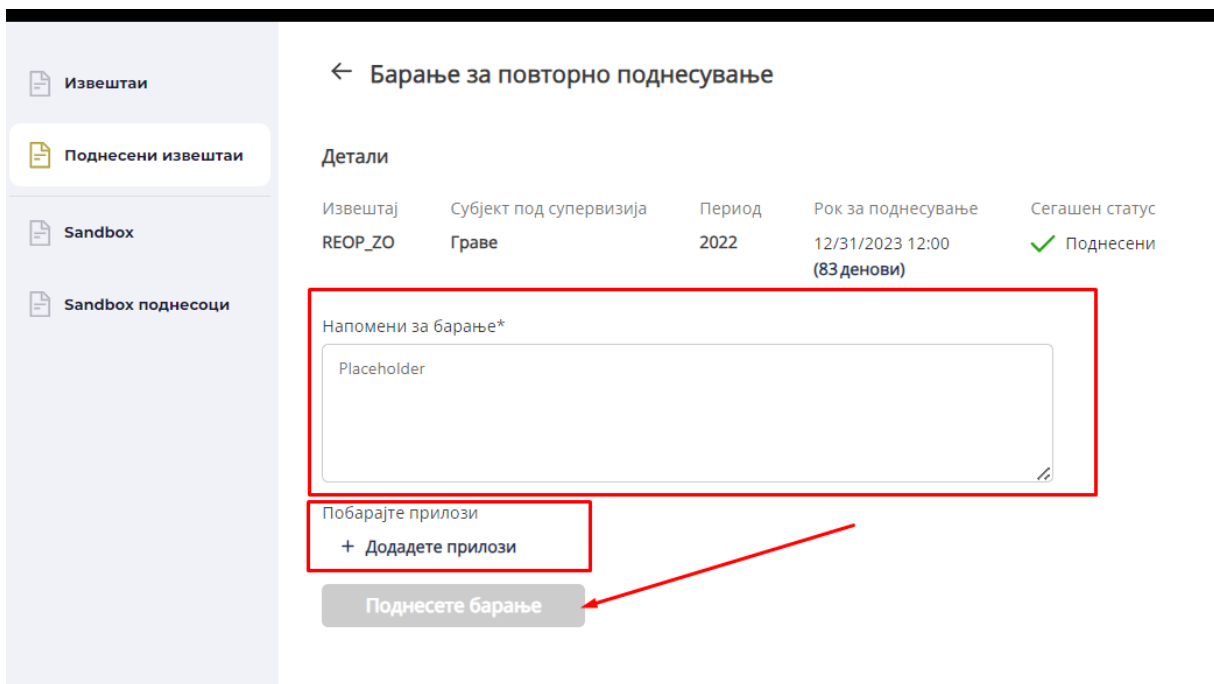 Извештаи
Поднесени извештаи
Sandbox
Sandbox поднесоци
← Барање за повторно поднесување
Детали
Извештај Субјект под супервизија Период Рок за поднесување Сегашен статус
REOP_ZO Граве 2022 12/31/2023 12:00 Поднесени
(83 денови)
Напомени за барање*
Placeholder
Побарајте прилози
+ Додадете прилози
Поднесете барање